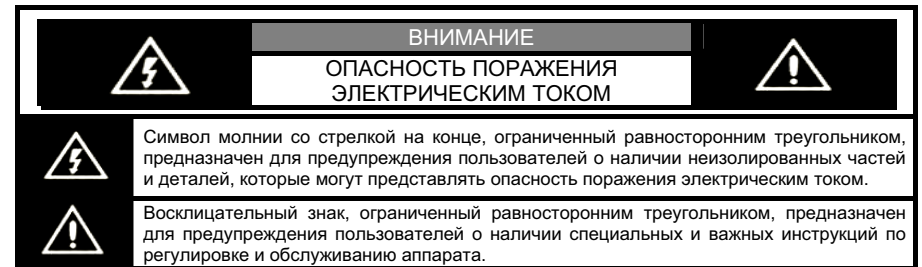 ВНИМАНИЕ
ОПАСНОСТЬ ПОРАЖЕНИЯ
ЭЛЕКТРИЧЕСКИМ ТОКОМ
Символ молнии со стрелкой на конце, ограниченный равносторонним треугольником,
предназначен для предупреждения пользователей о наличии неизолированных частей
и деталей, которые могут представлять опасность поражения электрическим током.
Восклицательный знак, ограниченный равносторонним треугольником, предназначен
для предупреждения пользователей о наличии специальных и важных инструкций по
регулировке и обслуживанию аппарата.